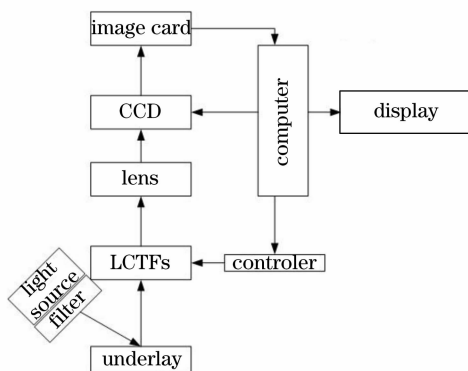 image card
CCD
computer
display
lens
LCTFs
controler
light
source
filter
underlay